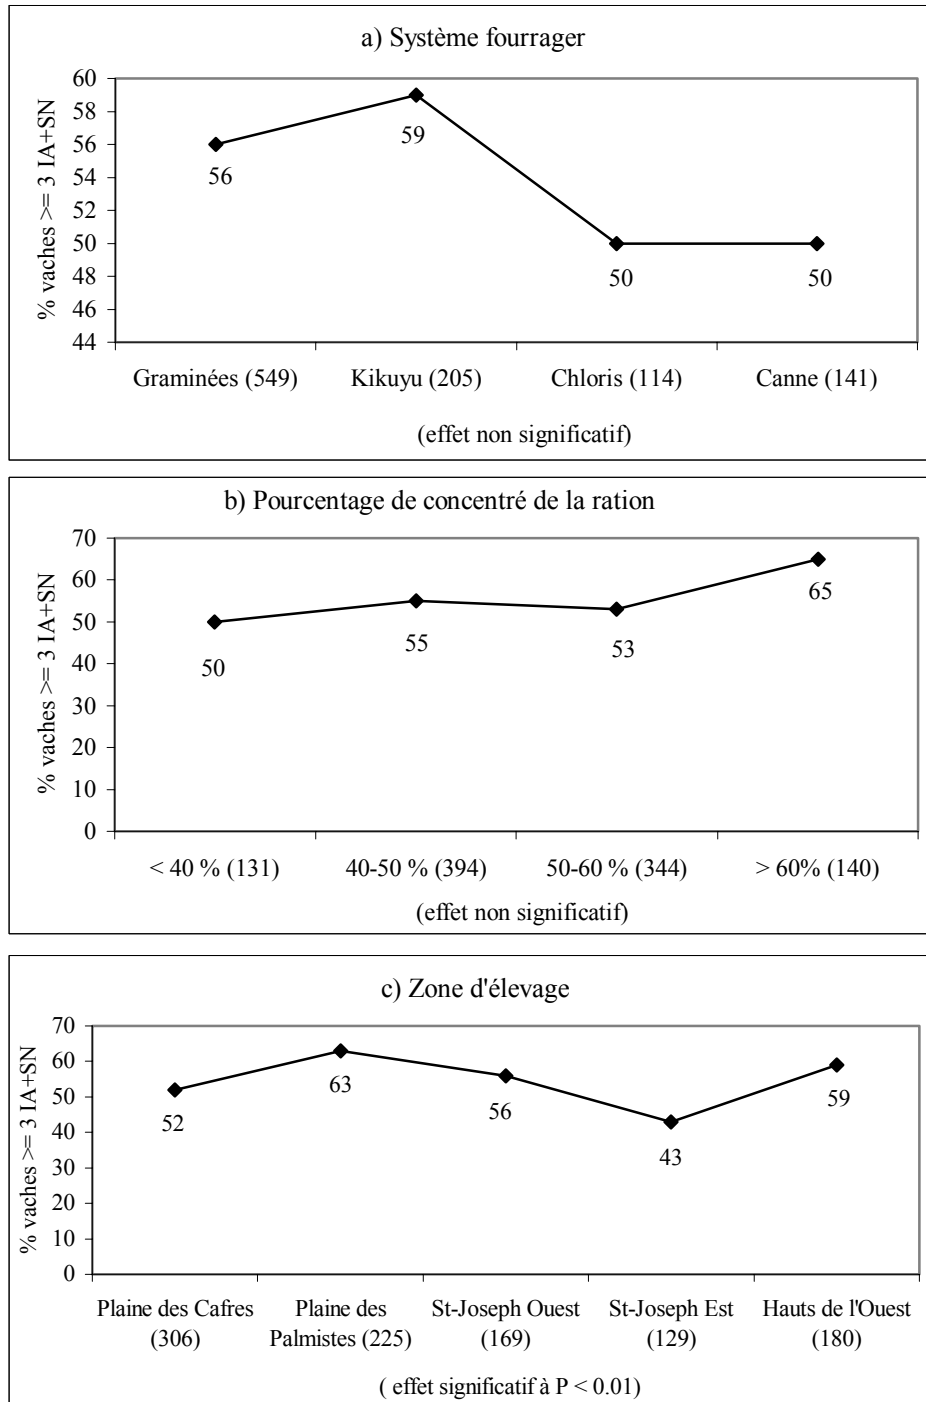 a) Système fourrager
% vaches >= 3 IA+SN
60
58
56
54
52
50
48
46
44
56
59
50
50
Graminées (549) Kikuyu (205) Chloris (114) Canne (141)
(effet non significatif)
b) Pourcentage de concentré de la ration
% vaches >= 3 IA+SN
70
60
50
40
30
20
10
0
50
55
53
65
< 40 % (131) 40-50 % (394) 50-60 % (344) > 60% (140)
(effet non significatif)
c) Zone d'élevage
% vaches >= 3 IA+SN
70
60
50
40
30
20
10
0
52
63
56
43
59
Plaine des Cafres
(306)
Plaine des
Palmistes (225)
St-Joseph Ouest
(169)
St-Joseph Est
(129)
Hauts de l'Ouest
(180)
( effet significatif à P < 0.01)